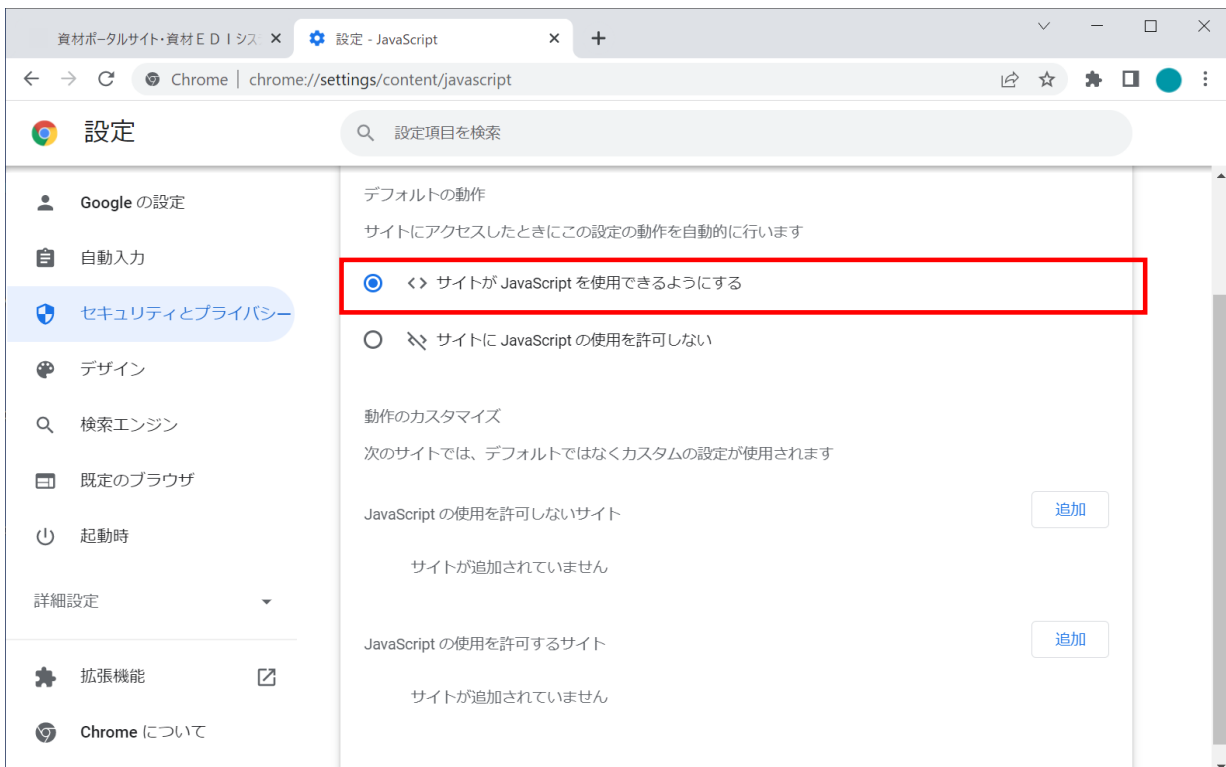 資材ポータルサイト・資材ＥＤＩシス
設定 - JavaScript
Chrome | chrome://settings/content/javascript
設定
設定項目を検索
Google の設定
自動入力
セキュリティとプライバシー
デザイン
検索エンジン
既定のブラウザ
起動時
詳細設定
拡張機能
Chrome について
デフォルトの動作
サイトにアクセスしたときにこの設定の動作を自動的に行います
サイトが JavaScript を使用できるようにする
サイトに JavaScript の使用を許可しない
動作のカスタマイズ
次のサイトでは、デフォルトではなくカスタムの設定が使用されます
JavaScript の使用を許可しないサイト
追加
サイトが追加されていません
JavaScript の使用を許可するサイト
追加
サイトが追加されていません